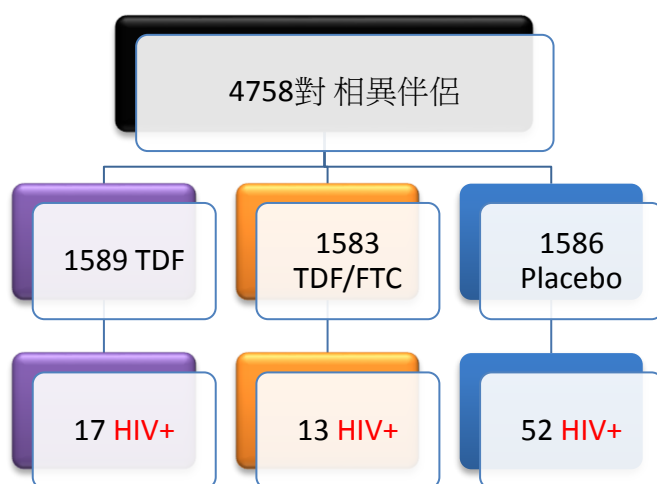 4758對 相異伴侶
1589 TDF
1583
TDF/FTC
1586
Placebo
17 HIV+
13 HIV+
52 HIV+